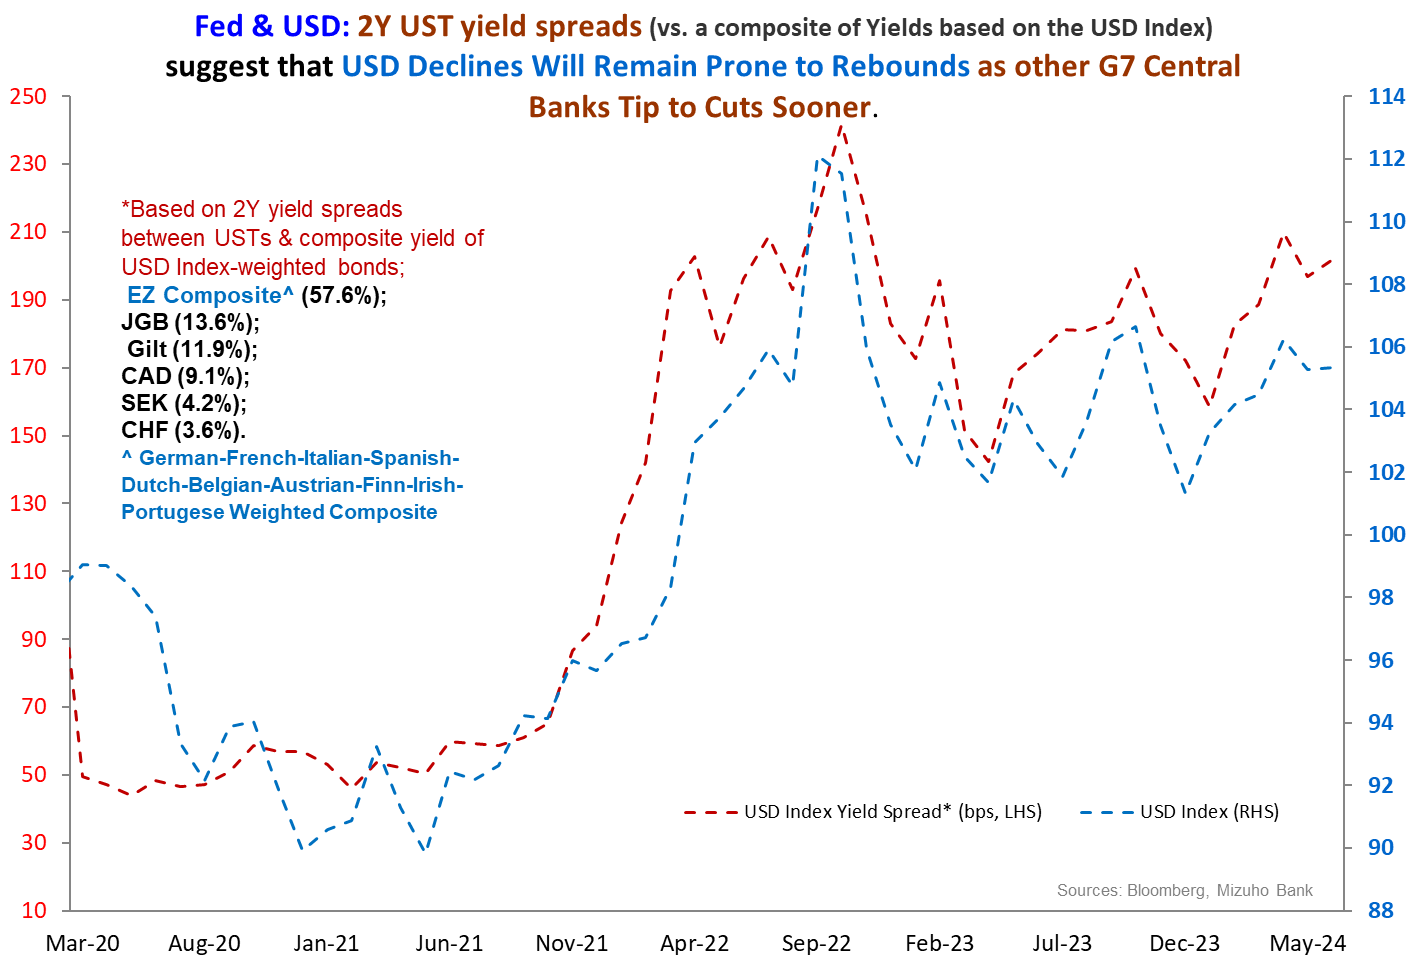 Fed & USD: 2Y UST yield spreads (vs. a composite of Yields based on the USD Index)
suggest that USD Declines Will Remain Prone to Rebounds as other G7 Central
Banks Tip to Cuts Sooner.
250
230
210
190
170
150
130
110
90
70
50
30
10
*Based on 2Y yield spreads
between USTs & composite yield of
USD Index-weighted bonds;
EZ Composite^ (57.6%);
JGB (13.6%);
Gilt (11.9%);
CAD (9.1%);
SEK (4.2%);
CHF (3.6%).
^ German-French-Italian-Spanish-
Dutch-Belgian-Austrian-Finn-Irish-
Portugese Weighted Composite
114
112
110
108
106
104
102
100
98
96
94
92
90
88
USD Index Yield Spread* (bps, LHS)
USD Index (RHS)
Sources: Bloomberg, Mizuho Bank
Mar-20
Aug-20
Jan-21
Jun-21
Nov-21
Apr-22
Sep-22
Feb-23
Jul-23
Dec-23
May-24